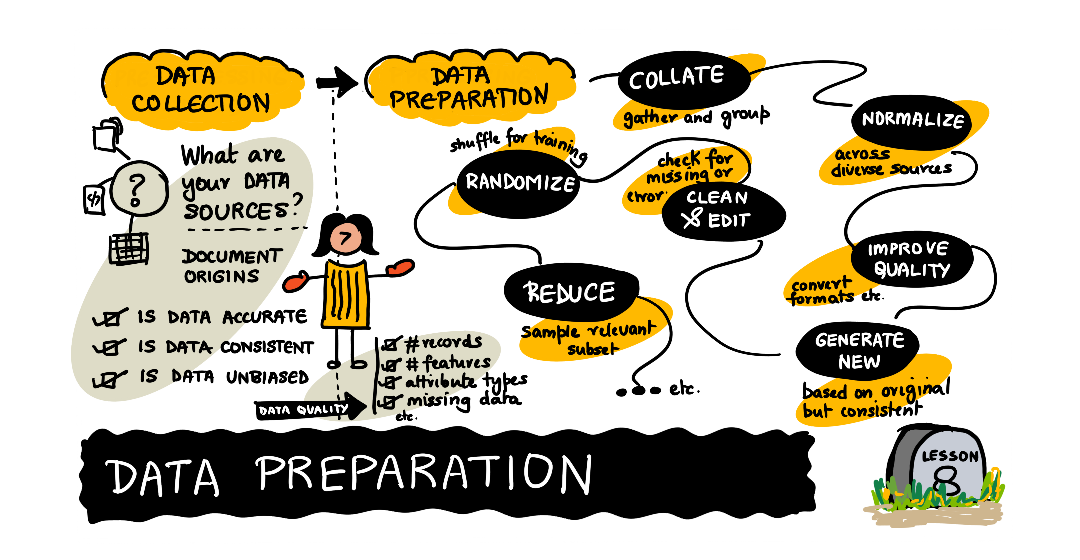 DATA
COLLECTION
DATA
PREPARATION
COLLATE
gather and group
NORMALIZE
across
diverse sources
IMPROVE
QUALITY
convert
formats etc.
GENERATE
NEW
based on original
but consistent
check for
missing or
error
CLEAN
& EDIT
shuffle for training
RANDOMIZE
REDUCE
Sample relevant
subset
... etc.
?
</>
What are
your DATA
SOURCES?
DOCUMENT
ORIGINS
IS DATA ACCURATE
IS DATA CONSISTENT
IS DATA UNBIASED
DATA QUALITY
# records
# features
attribute types
missing data
etc.
DATA PREPARATION
LESSON
8